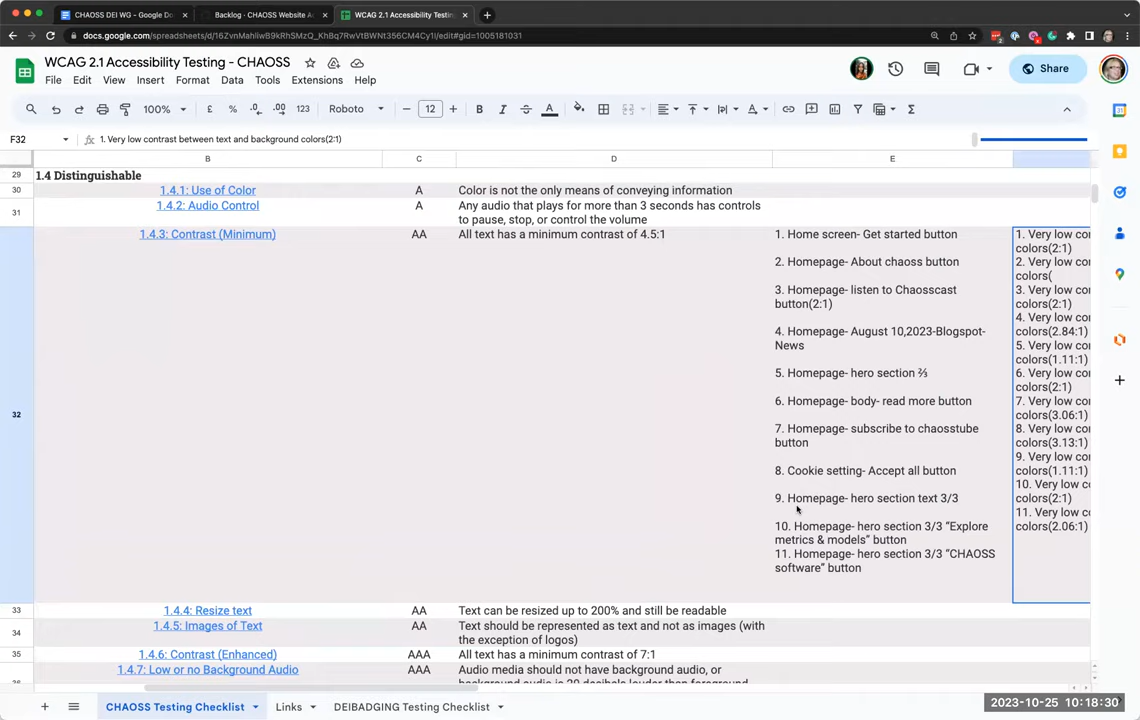 CHAOSS DEI WG - Google Do
Backlog · CHAOSS Website A
WCAG 2.1 Accessibility Testing
docs.google.com/spreadsheets/d/
WCAG 2.1 Accessibility Testing - CHAOSS
File Edit View Insert Format Data Tools Extensions Help
Share
100% £ % .0 .00 123 Roboto 12
F32 1. Very low contrast between text and background colors(2:1)
B C D E
29 1.4 Distinguishable
30 1.4.1: Use of Color A Color is not the only means of conveying information
31 1.4.2: Audio Control A Any audio that plays for more than 3 seconds has controls
to pause, stop, or control the volume
32 1.4.3: Contrast (Minimum) AA All text has a minimum contrast of 4.5:1
1. Home screen- Get started button
2. Homepage- About chaoss button
3. Homepage- listen to Chaosscast
button(2:1)
4. Homepage- August 10,2023-Blogspot-
News
5. Homepage- hero section ⅔
6. Homepage- body- read more button
7. Homepage- subscribe to chaosstube
button
8. Cookie setting- Accept all button
9. Homepage- hero section text 3/3
10. Homepage- hero section 3/3 “Explore
metrics & models” button
11. Homepage- hero section 3/3 “CHAOSS
software” button
1. Very low con
colors(2:1)
2. Very low con
colors(
3. Very low con
colors(2:1)
4. Very low con
colors(2.84:1)
5. Very low con
colors(1.11:1)
6. Very low con
colors(2:1)
7. Very low con
colors(3.06:1)
8. Very low con
colors(3.13:1)
9. Very low con
colors(1.11:1)
10. Very low c
colors(2:1)
11. Very low c
colors(2.06:1)
33 1.4.4: Resize text AA Text can be resized up to 200% and still be readable
34 1.4.5: Images of Text AA Text should be represented as text and not as images (with
the exception of logos)
35 1.4.6: Contrast (Enhanced) AAA All text has a minimum contrast of 7:1
1.4.7: Low or no Background Audio AAA Audio media should not have background audio, or
background audio is 20 decibels louder than foreground
CHAOSS Testing Checklist Links DEIBADGING Testing Checklist
2023-10-25 10:18:30